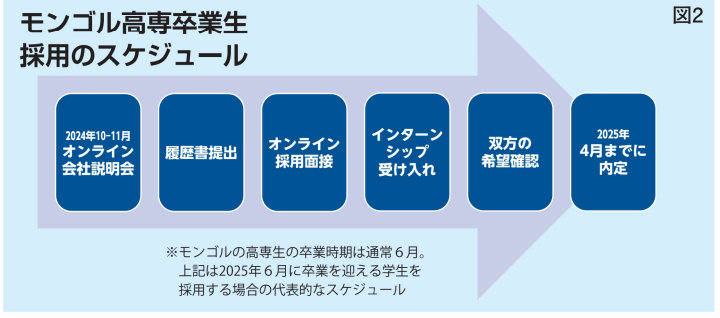 モンゴル高専卒業生
採用のスケジュール
図2
2024年10-11月
オンライン
会社説明会
履歴書提出
オンライン
採用面接
インターン
シップ
受け入れ
双方の
希望確認
2025年
4月までに
内定
※モンゴルの高専生の卒業時期は通常6月。
上記は2025年6月に卒業を迎える学生を
採用する場合の代表的なスケジュール